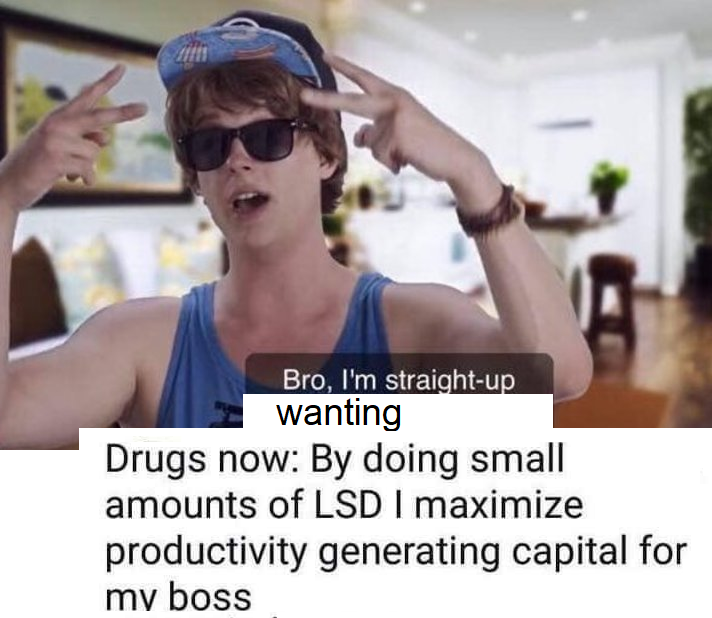 Bro, I'm straight-up
wanting
Drugs now: By doing small
amounts of LSD I maximize
productivity generating capital for
my boss